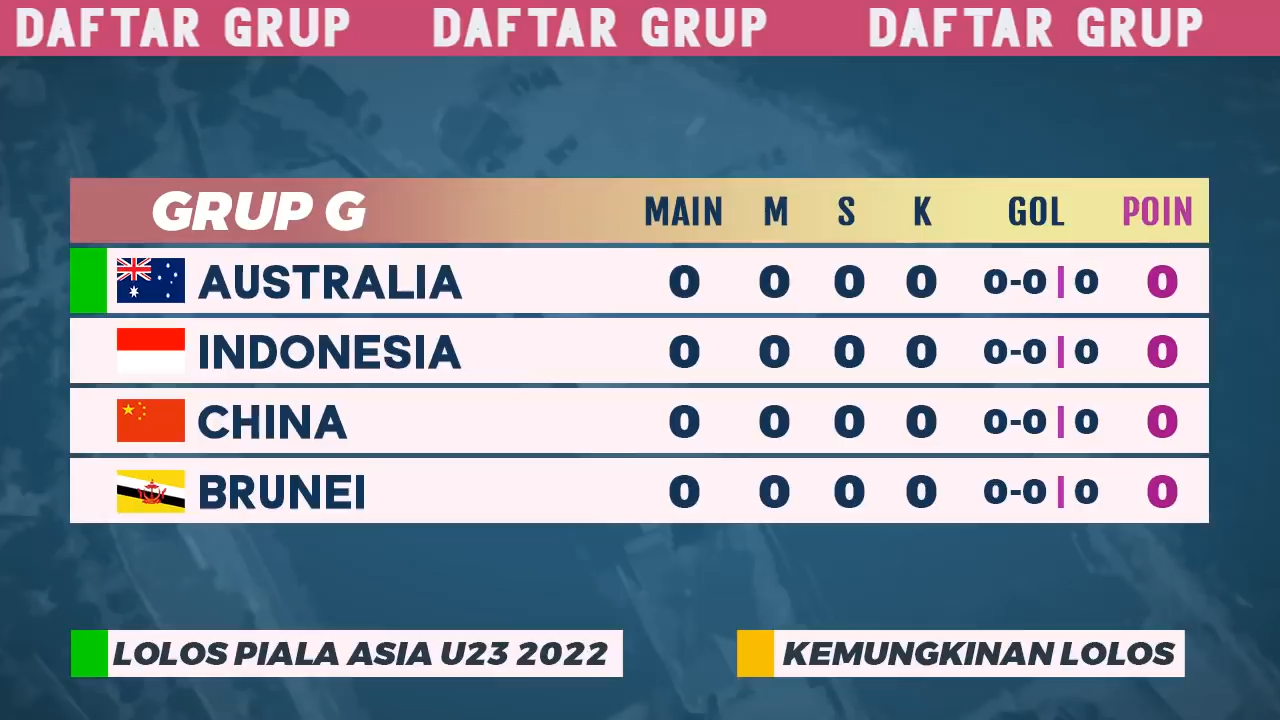 DAFTAR GRUP DAFTAR GRUP DAFTAR GRUP
GRUP G MAIN M S K GOL POIN
AUSTRALIA 0 0 0 0 0-0 | 0 0
INDONESIA 0 0 0 0 0-0 | 0 0
CHINA 0 0 0 0 0-0 | 0 0
BRUNEI 0 0 0 0 0-0 | 0 0
LOLOS PIALA ASIA U23 2022 KEMUNGKINAN LOLOS